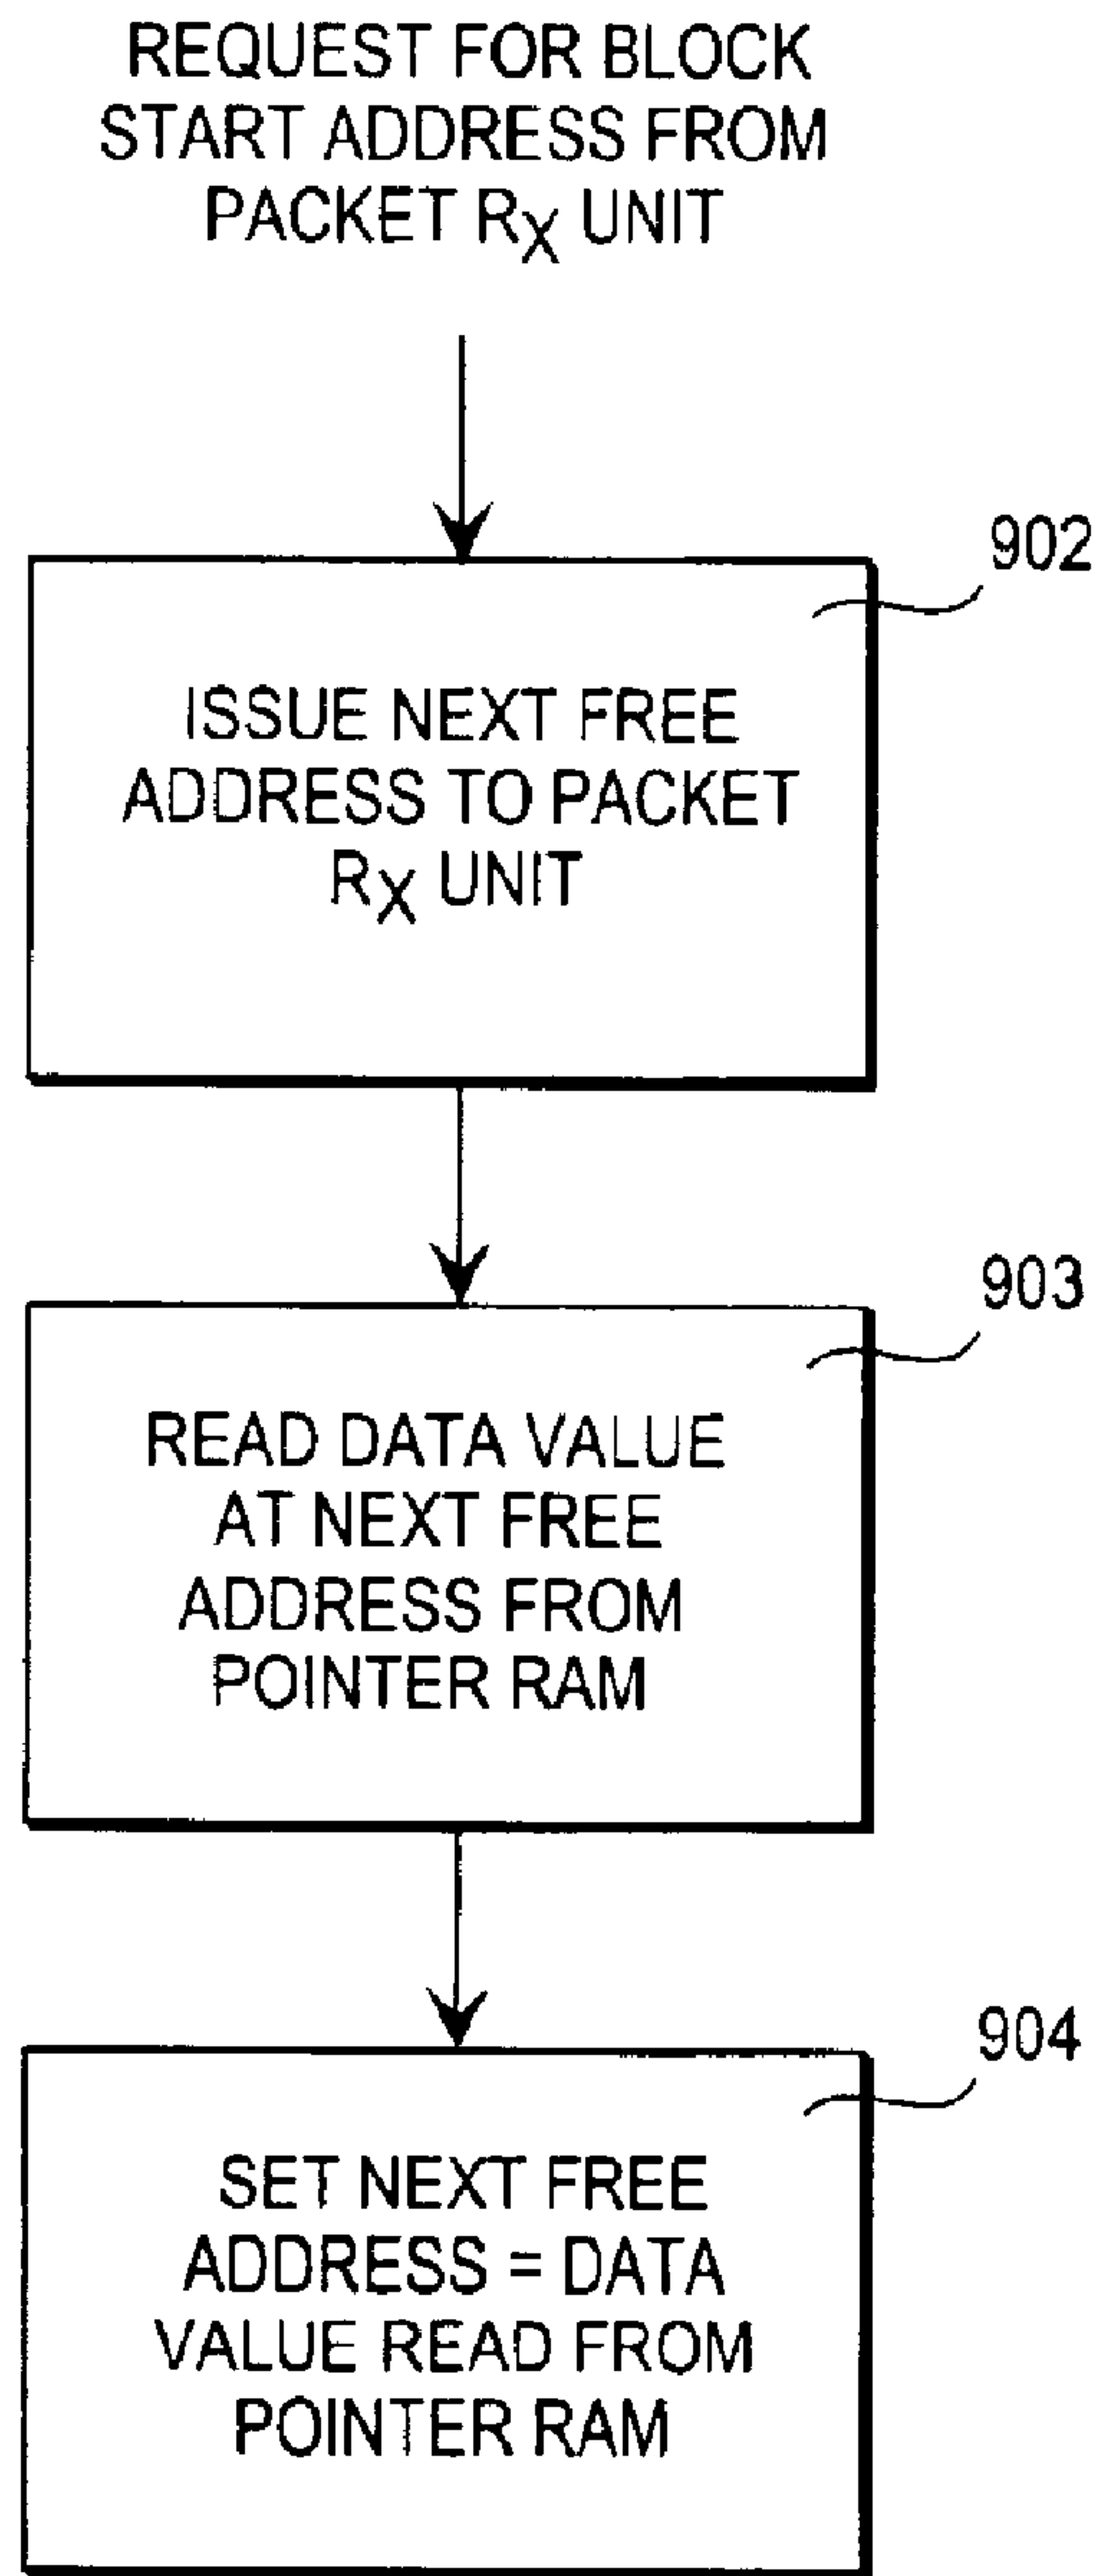 REQUEST FOR BLOCK
START ADDRESS FROM
PACKET RX UNIT
902
ISSUE NEXT FREE
ADDRESS TO PACKET
RX UNIT
903
READ DATA VALUE
AT NEXT FREE
ADDRESS FROM
POINTER RAM
904
SET NEXT FREE
ADDRESS = DATA
VALUE READ FROM
POINTER RAM